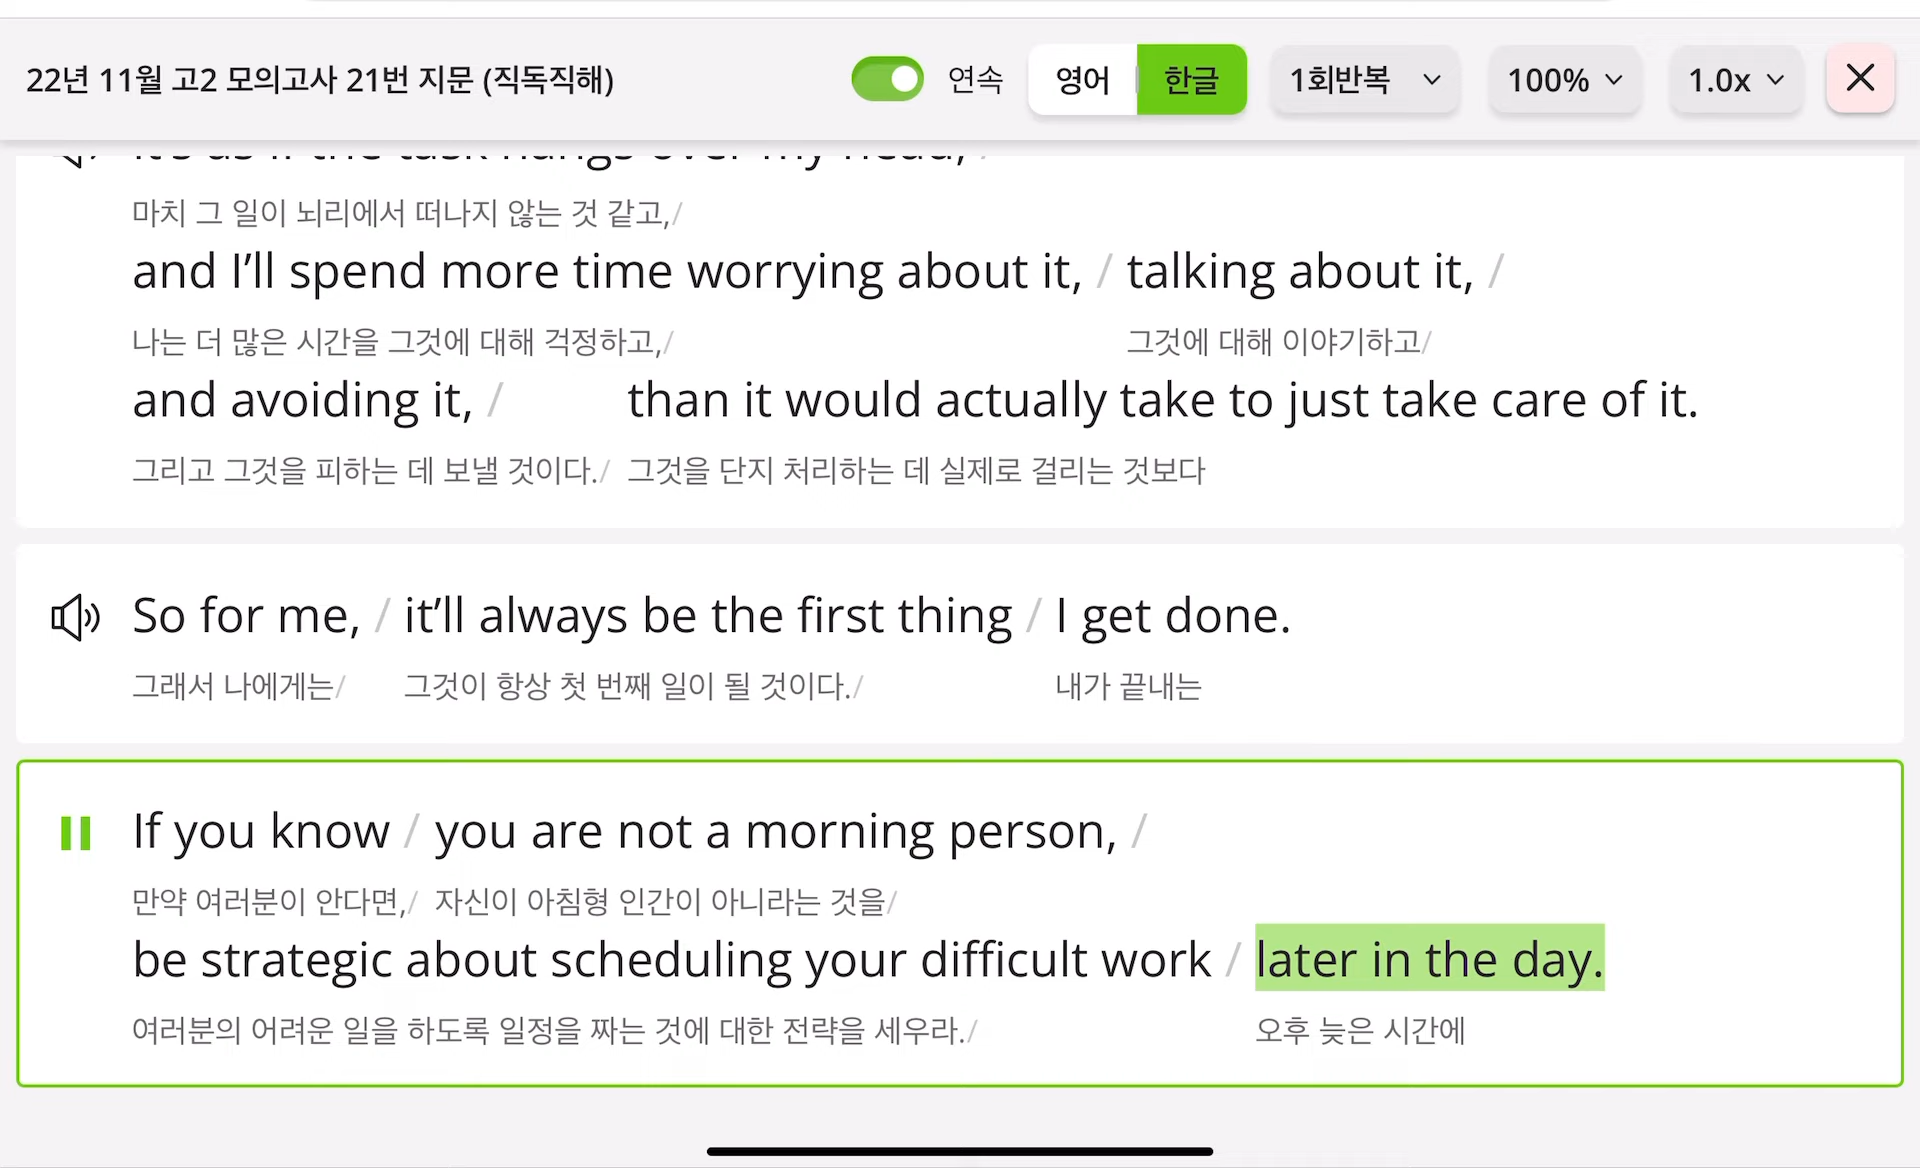 22년 11월 고2 모의고사 21번 지문 (직독직해) 연속 영어 한글 1회반복 100% 1.0x
It's as if the task hangs over my head, /
마치 그 일이 뇌리에서 떠나지 않는 것 같고,/
and I’ll spend more time worrying about it, / talking about it, /
나는 더 많은 시간을 그것에 대해 걱정하고,/ 그것에 대해 이야기하고/
and avoiding it, / than it would actually take to just take care of it.
그리고 그것을 피하는 데 보낼 것이다./ 그것을 단지 처리하는 데 실제로 걸리는 것보다
So for me, / it’ll always be the first thing / I get done.
그래서 나에게는/ 그것이 항상 첫 번째 일이 될 것이다./ 내가 끝내는
If you know / you are not a morning person, /
만약 여러분이 안다면,/ 자신이 아침형 인간이 아니라는 것을/
be strategic about scheduling your difficult work / later in the day.
여러분의 어려운 일을 하도록 일정을 짜는 것에 대한 전략을 세우라./ 오후 늦은 시간에